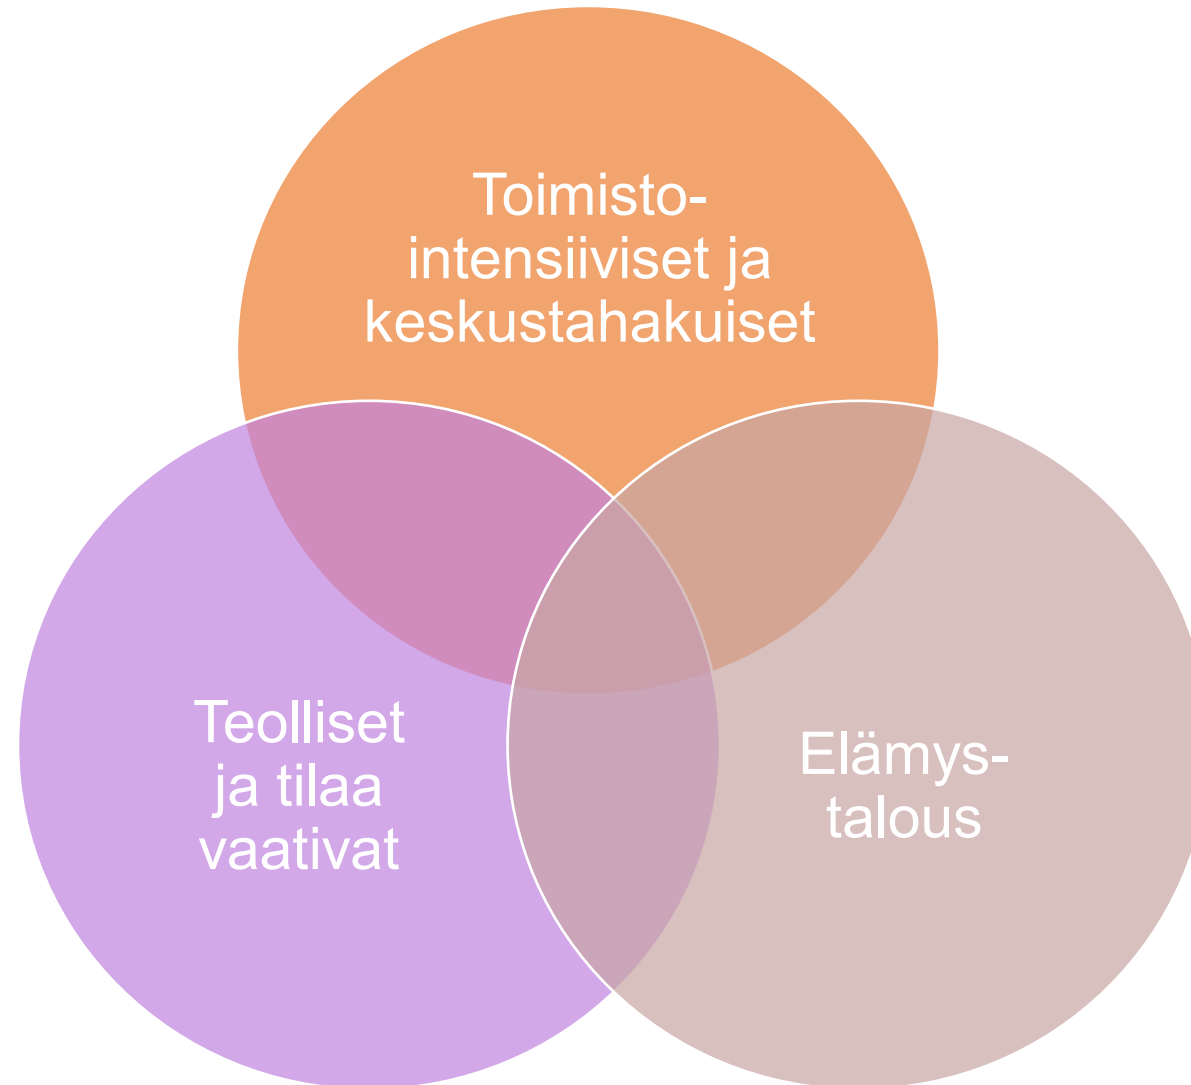 Toimisto-
intensiiviset ja
keskustahakuiset
Teolliset
ja tilaa
vaativat
Elämys-
talous